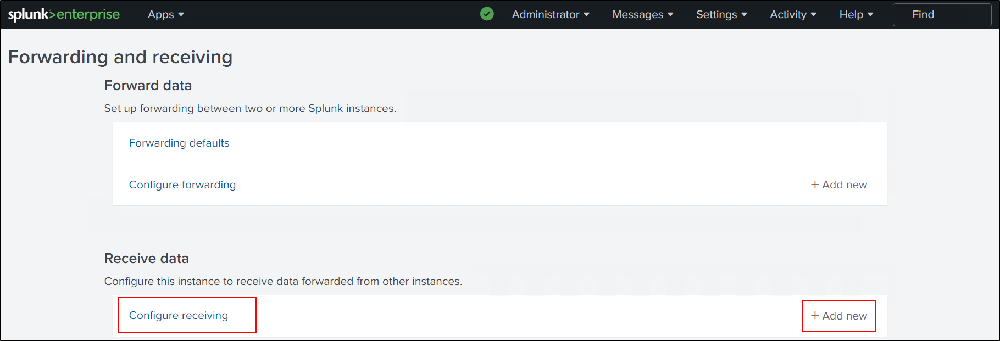 splunk>enterprise Apps Administrator Messages Settings Activity Help Find
Forwarding and receiving
Forward data
Set up forwarding between two or more Splunk instances.
Forwarding defaults
Configure forwarding + Add new
Receive data
Configure this instance to receive data forwarded from other instances.
Configure receiving + Add new